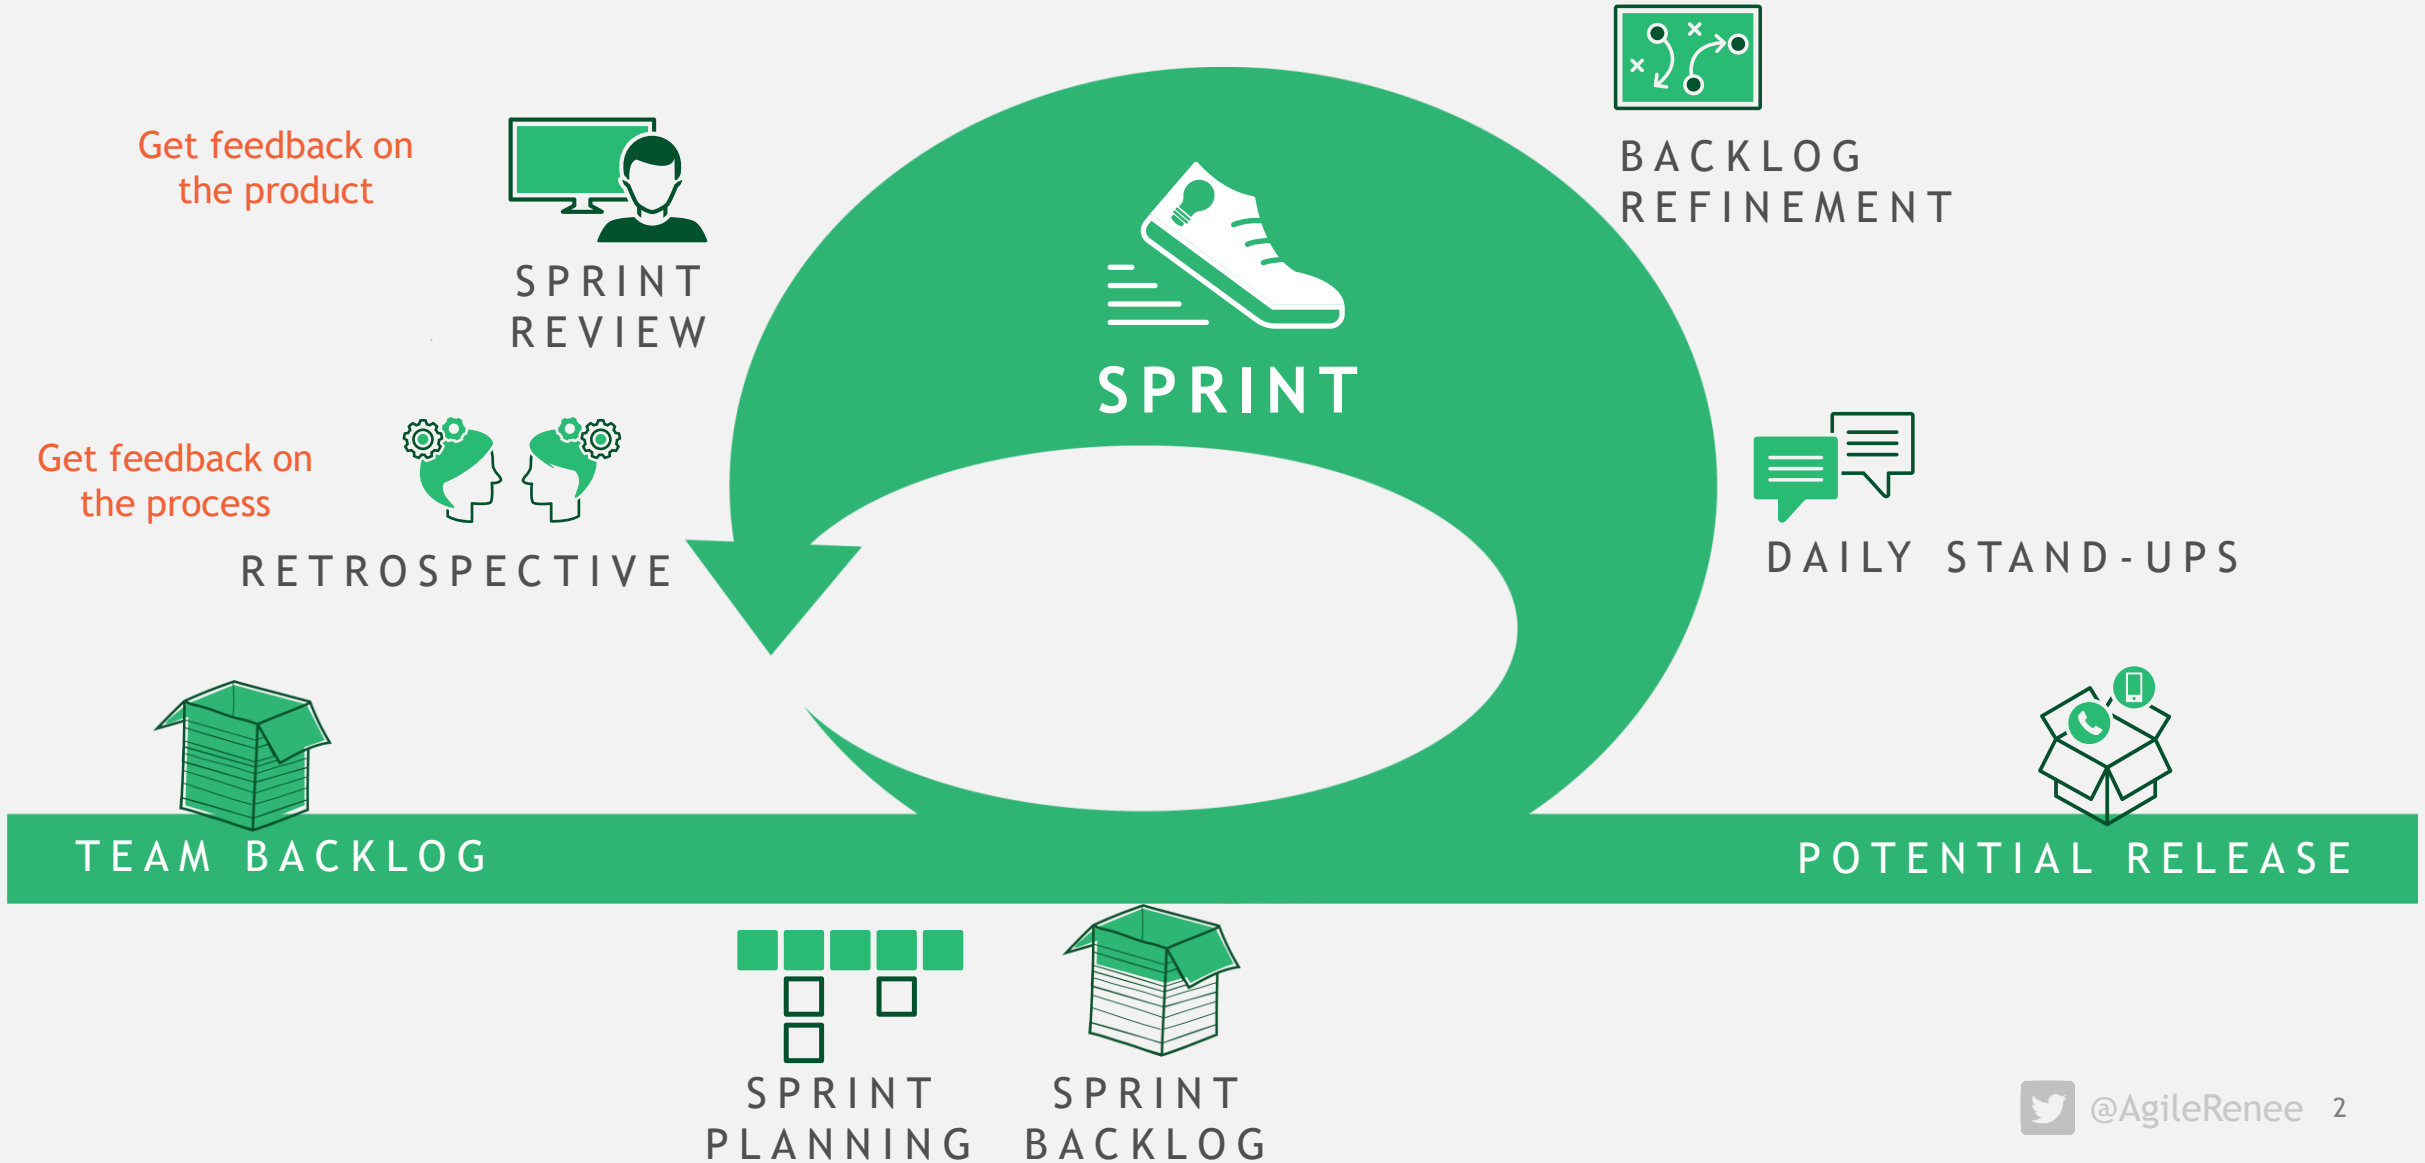 Get feedback on
the product
SPRINT
REVIEW
BACKLOG
REFINEMENT
SPRINT
Get feedback on
the process
RETROSPECTIVE
DAILY STAND-UPS
TEAM BACKLOG
POTENTIAL RELEASE
SPRINT
PLANNING
SPRINT
BACKLOG
@AgileRenee 2